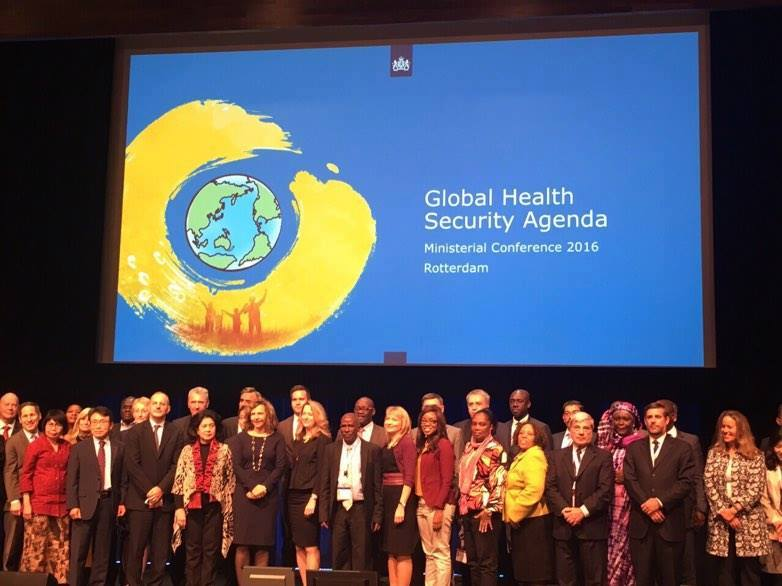 Global Health
Security Agenda
Ministerial Conference 2016
Rotterdam